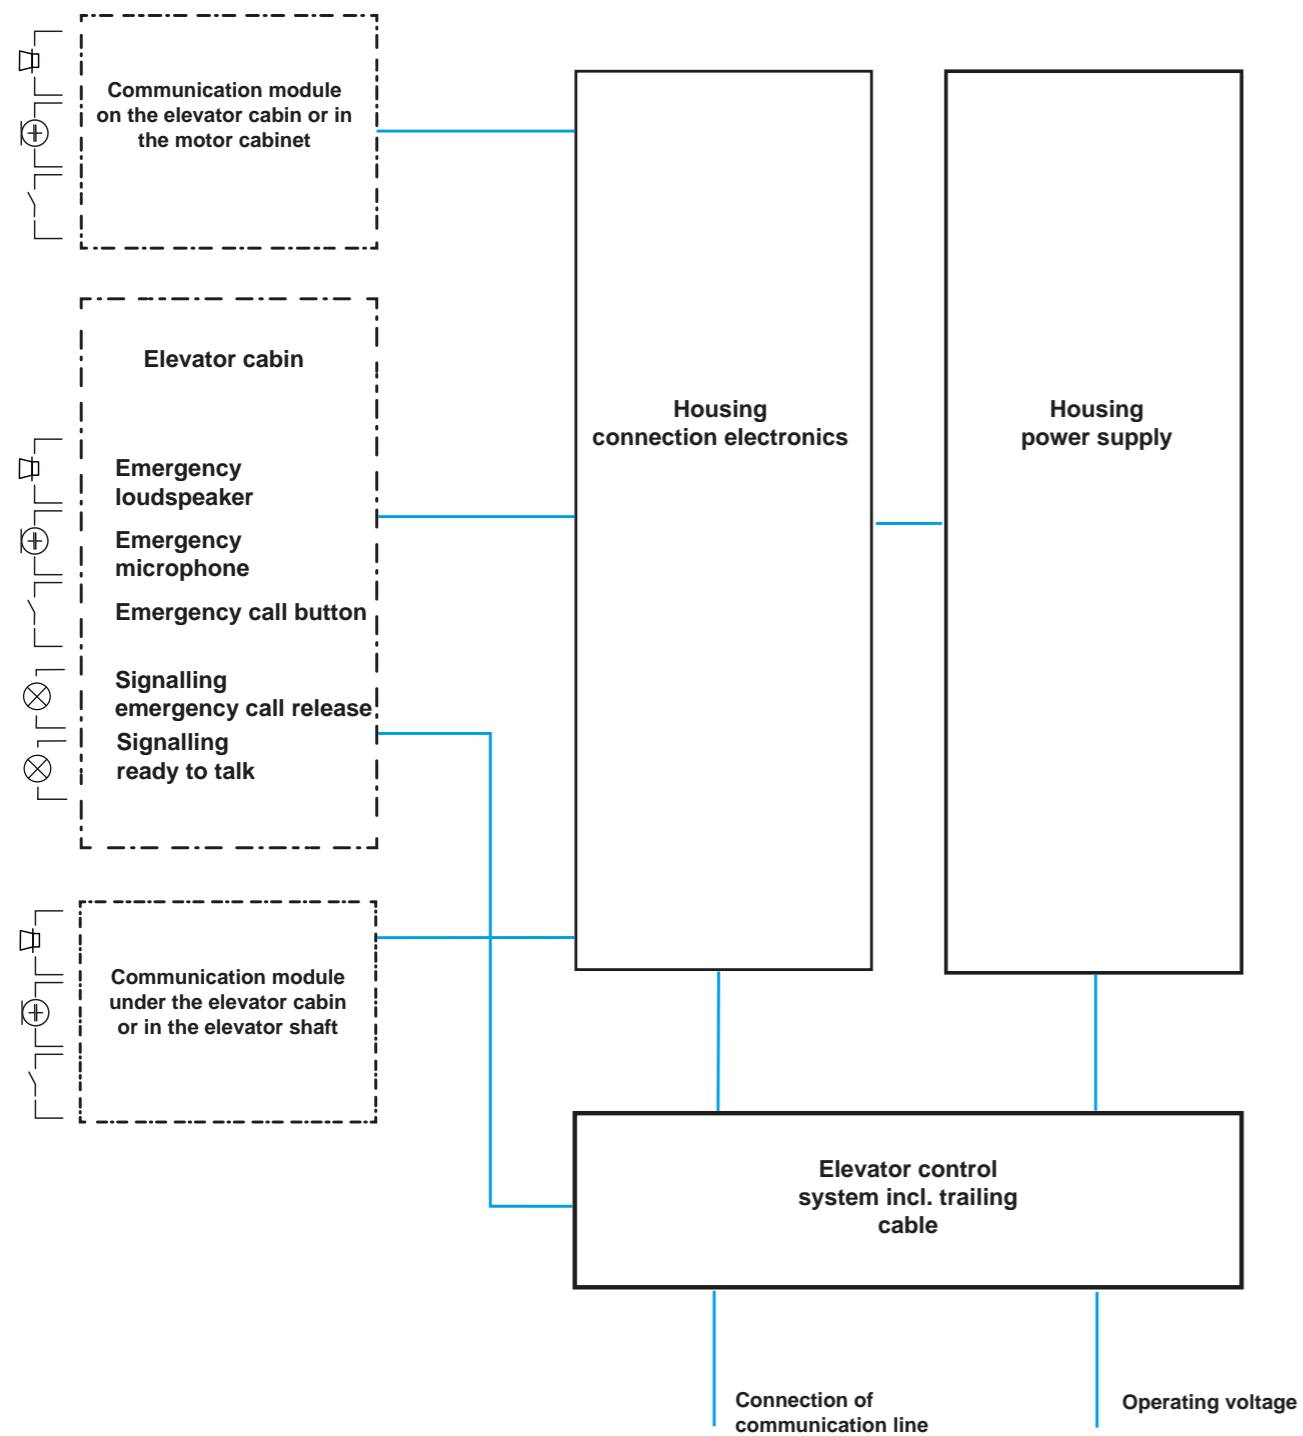 Communication module
on the elevator cabin or in
the motor cabinet
Elevator cabin
Emergency
loudspeaker
Emergency
microphone
Emergency call button
Signalling
emergency call release
Signalling
ready to talk
Communication module
under the elevator cabin
or in the elevator shaft
Housing
connection electronics
Housing
power supply
Elevator control
system incl. trailing
cable
Connection of
communication line
Operating voltage